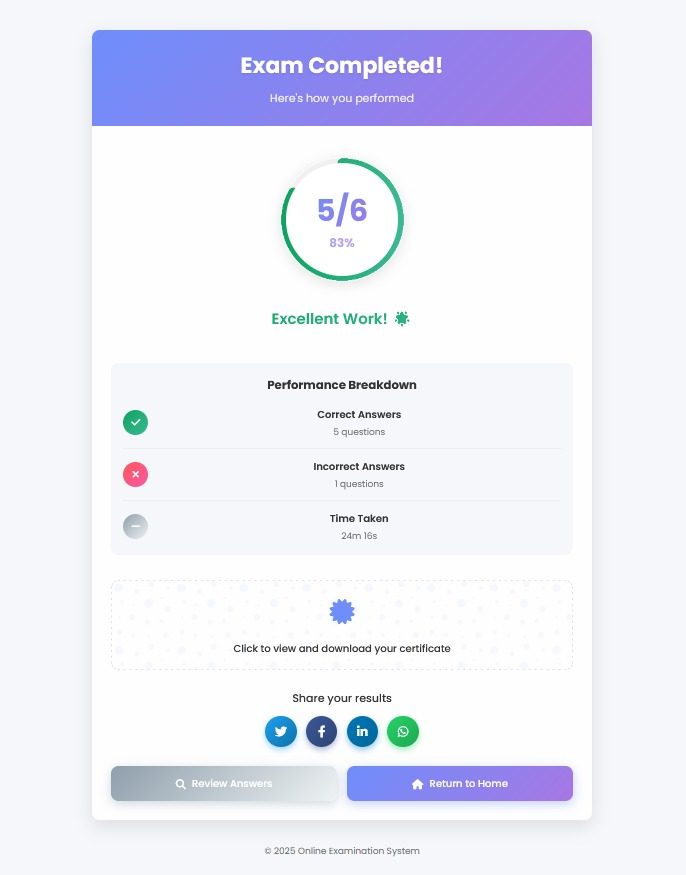 Exam Completed!
Here's how you performed
5/6
83%
Excellent Work!
Performance Breakdown
Correct Answers
5 questions
Incorrect Answers
1 questions
Time Taken
24m 16s
Click to view and download your certificate
Share your results
Review Answers
Return to Home
© 2025 Online Examination System